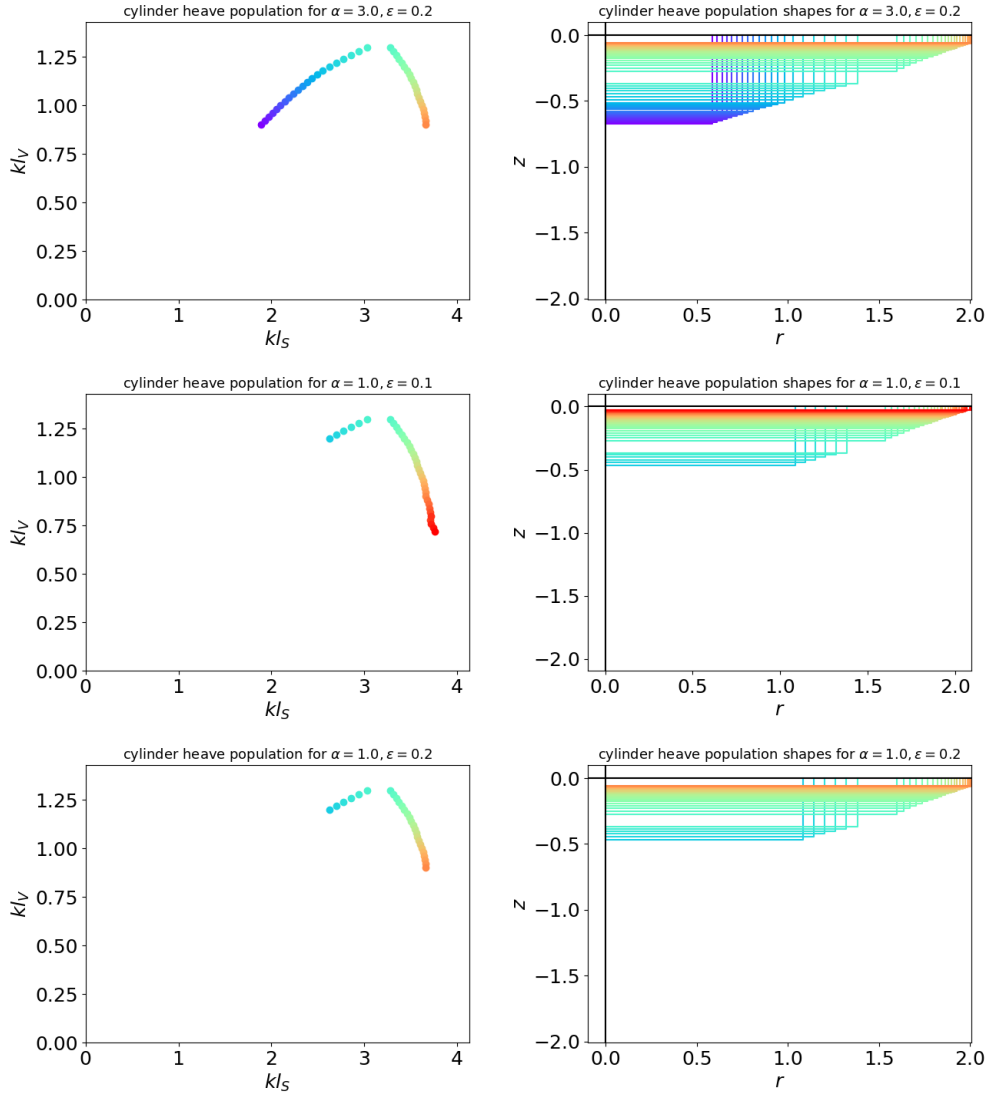 cylinder heave population for α = 3.0, ε = 0.2
cylinder heave population shapes for α = 3.0, ε = 0.2
1.25
1.00
0.75
0.50
0.25
0.00
kl_V
0 1 2 3 4
kl_S
0.0
−0.5
−1.0
−1.5
−2.0
z
0.0 0.5 1.0 1.5 2.0
r
cylinder heave population for α = 1.0, ε = 0.1
cylinder heave population shapes for α = 1.0, ε = 0.1
1.25
1.00
0.75
0.50
0.25
0.00
kl_V
0 1 2 3 4
kl_S
0.0
−0.5
−1.0
−1.5
−2.0
z
0.0 0.5 1.0 1.5 2.0
r
cylinder heave population for α = 1.0, ε = 0.2
cylinder heave population shapes for α = 1.0, ε = 0.2
1.25
1.00
0.75
0.50
0.25
0.00
kl_V
0 1 2 3 4
kl_S
0.0
−0.5
−1.0
−1.5
−2.0
z
0.0 0.5 1.0 1.5 2.0
r